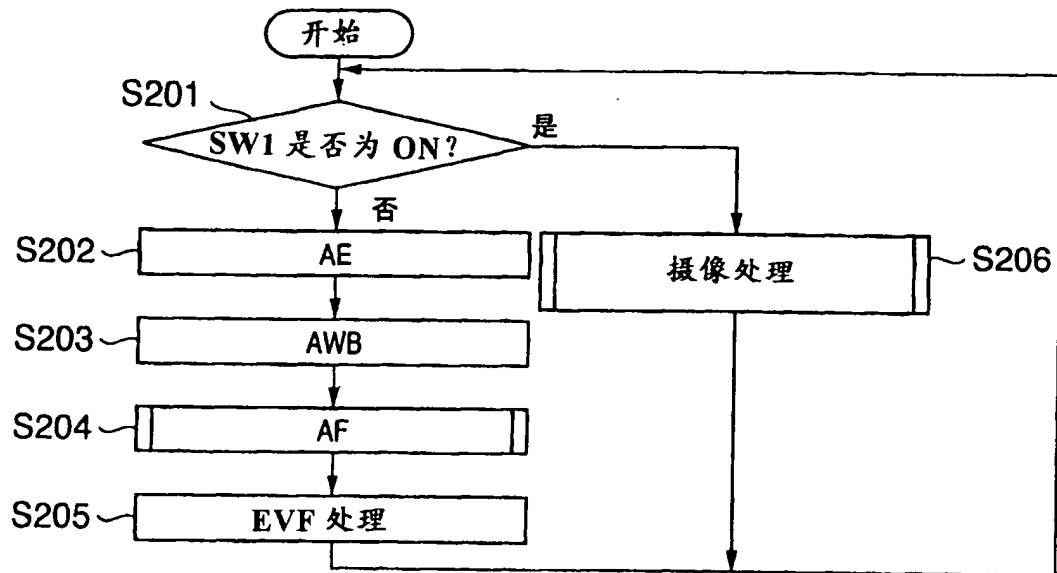 开始
S201
SW1 是否为 ON?
是
否
S202
AE
摄像处理
S206
S203
AWB
S204
AF
S205
EVF 处理